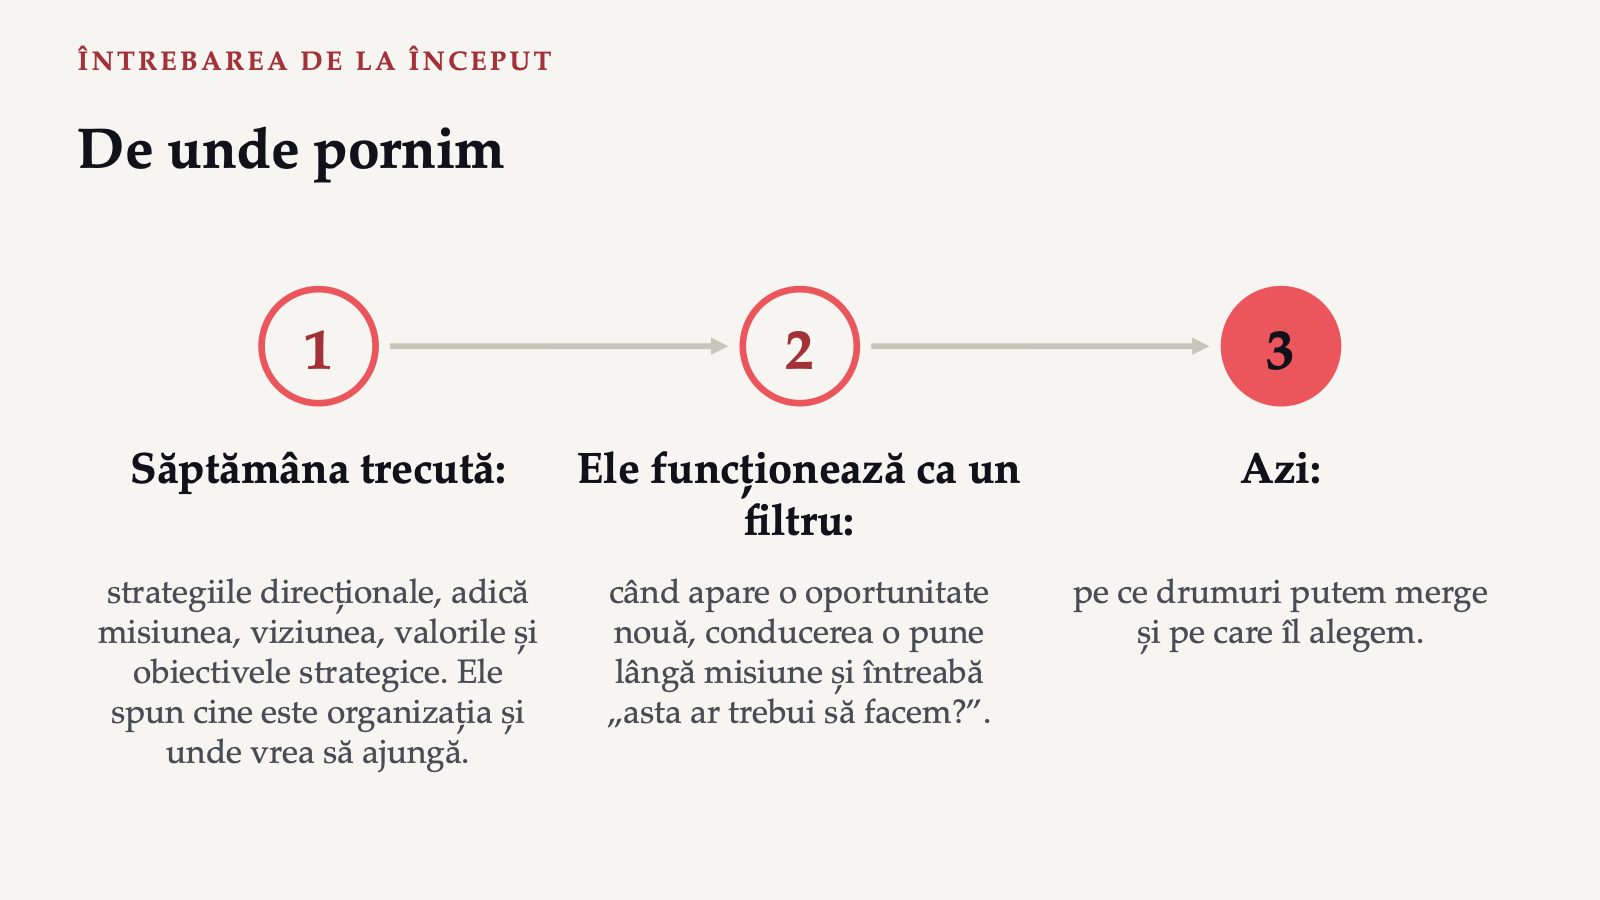 ÎNTREBAREA DE LA ÎNCEPUT
De unde pornim
1
2
3
Săptămâna trecută:
strategiile direcționale, adică
misiunea, viziunea, valorile și
obiectivele strategice. Ele
spun cine este organizația și
unde vrea să ajungă.
Ele funcționează ca un
filtru:
când apare o oportunitate
nouă, conducerea o pune
lângă misiune și întreabă
„asta ar trebui să facem?”.
Azi:
pe ce drumuri putem merge
și pe care îl alegem.